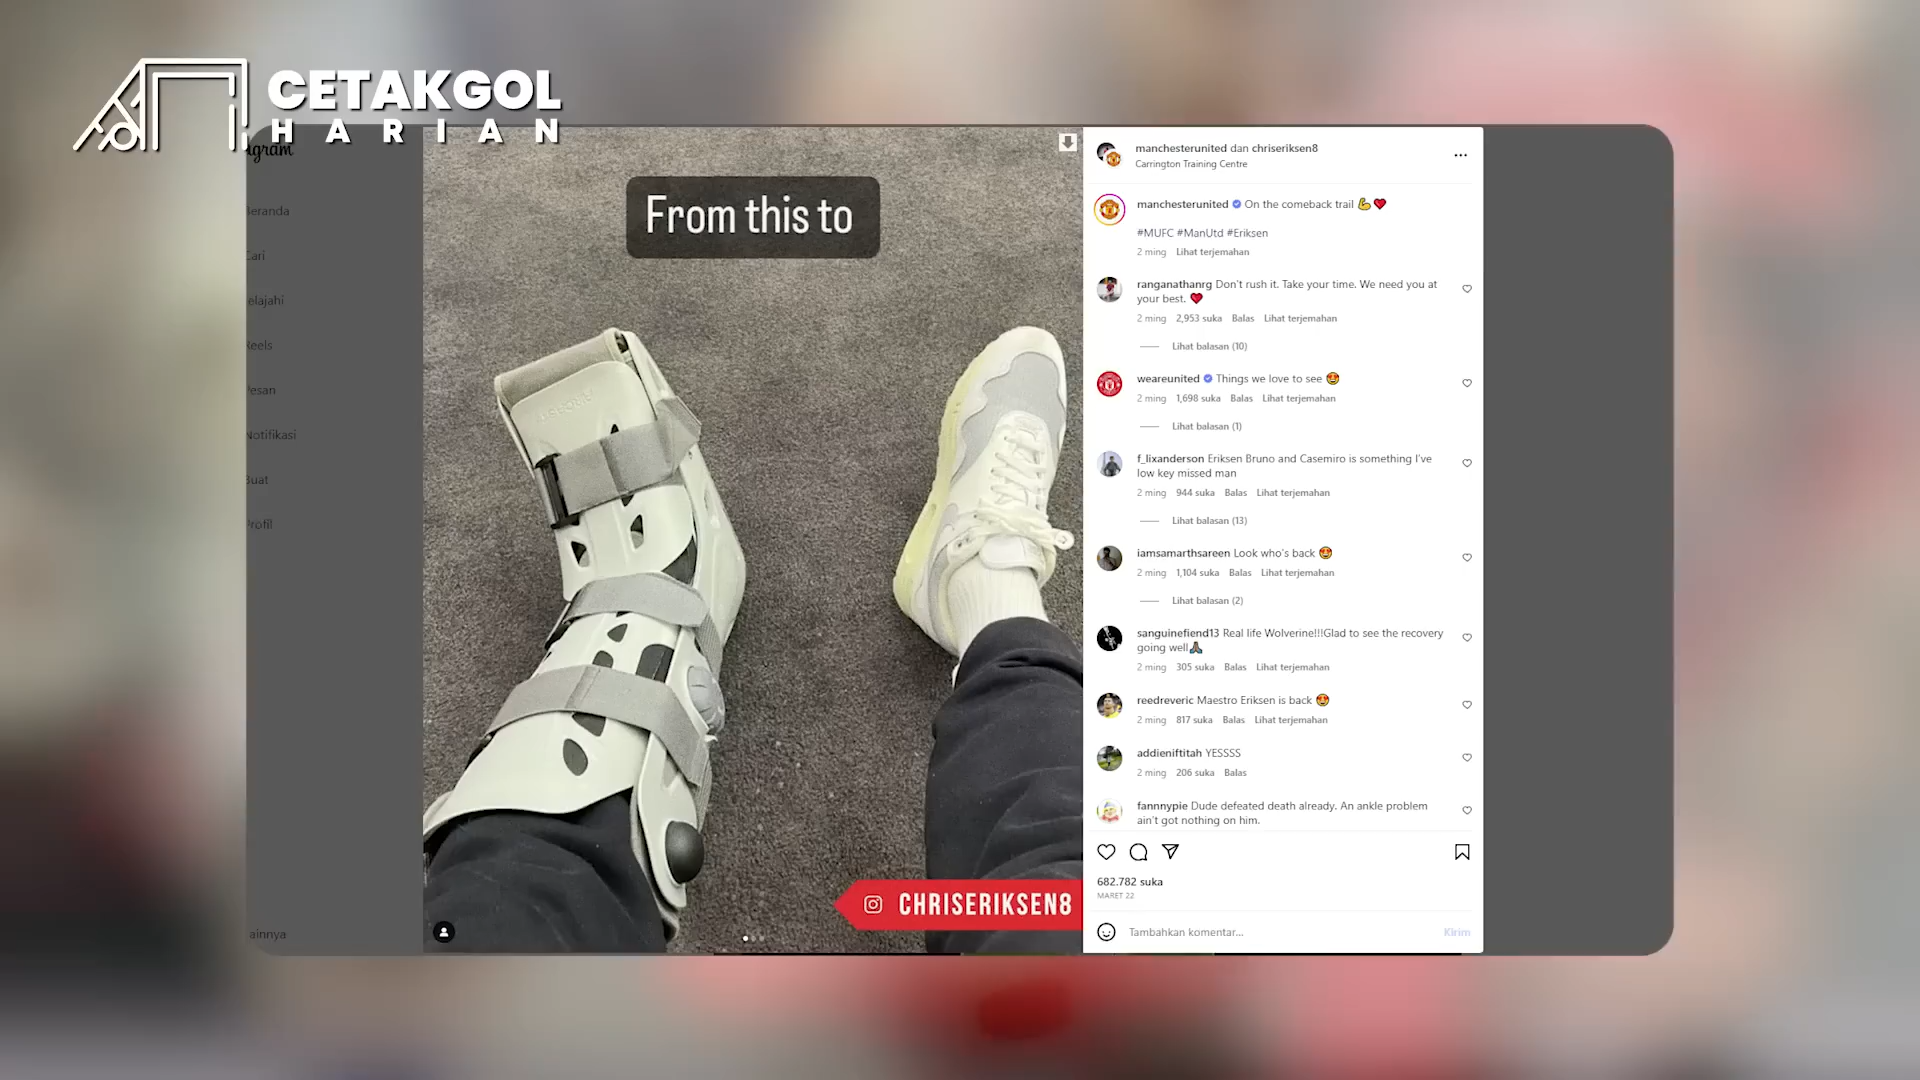 CETAKGOL
HARIAN
agram
eranda
Cari
elajahi
Reels
Pesan
Notifikasi
Buat
Profil
ainnya
From this to
CHRISERIKSEN8
manchesterunited dan chriseriksen8
Carrington Training Centre
manchesterunited On the comeback trail 💪❤️
#MUFC #ManUtd #Eriksen
2 ming Lihat terjemahan
ranganathanrg Don't rush it. Take your time. We need you at
your best. ❤️
2 ming 2,953 suka Balas Lihat terjemahan
Lihat balasan (10)
weareunited Things we love to see 😍
2 ming 1,698 suka Balas Lihat terjemahan
Lihat balasan (1)
f_lixanderson Eriksen Bruno and Casemiro is something I've
low key missed man
2 ming 944 suka Balas Lihat terjemahan
Lihat balasan (13)
iamsamarthsareen Look who's back 😍
2 ming 1,104 suka Balas Lihat terjemahan
Lihat balasan (2)
sanguinefiend13 Real life Wolverine!!!Glad to see the recovery
going well🙏🏾
2 ming 305 suka Balas Lihat terjemahan
reedreveric Maestro Eriksen is back 😍
2 ming 817 suka Balas Lihat terjemahan
addieniftitah YESSSS
2 ming 206 suka Balas
fannnypie Dude defeated death already. An ankle problem
ain't got nothing on him.
682.782 suka
MARET 22
Tambahkan komentar...
Kirim